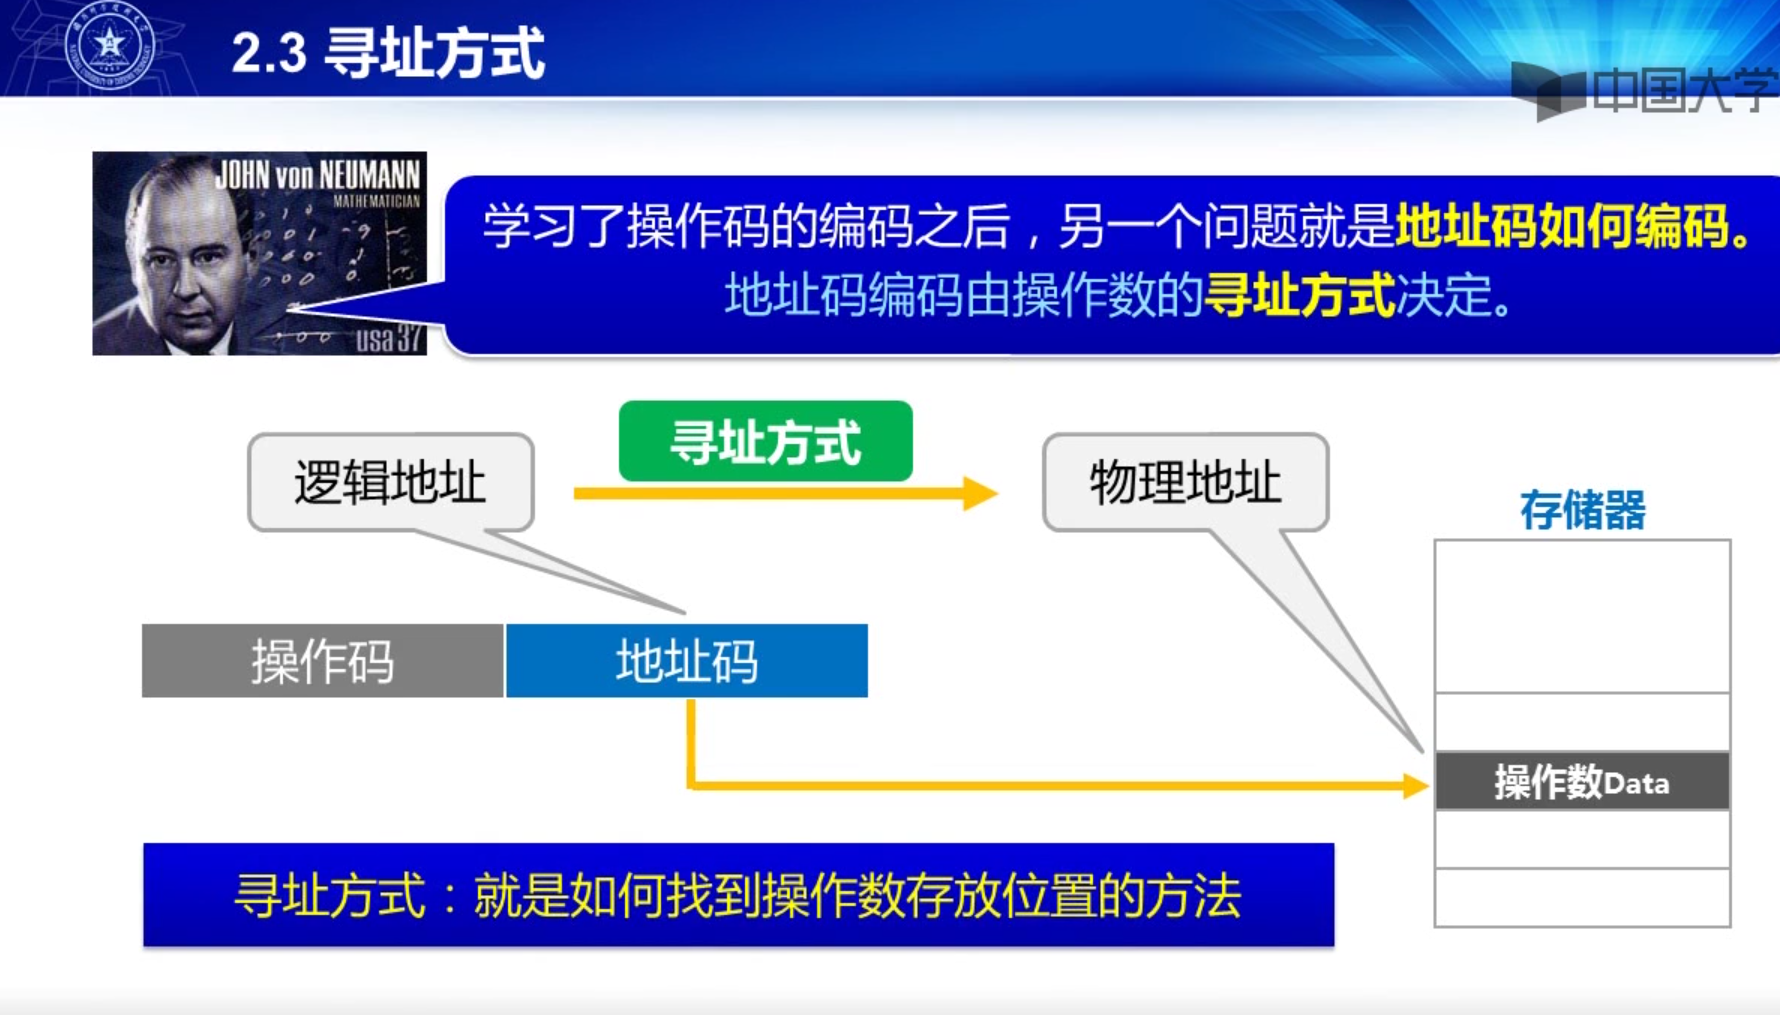 2.3 寻址方式
中国大学
JOHN von NEUMANN
MATHEMATICIAN
usa 37
学习了操作码的编码之后，另一个问题就是地址码如何编码。
地址码编码由操作数的寻址方式决定。
逻辑地址
寻址方式
物理地址
存储器
操作码
地址码
操作数Data
寻址方式：就是如何找到操作数存放位置的方法